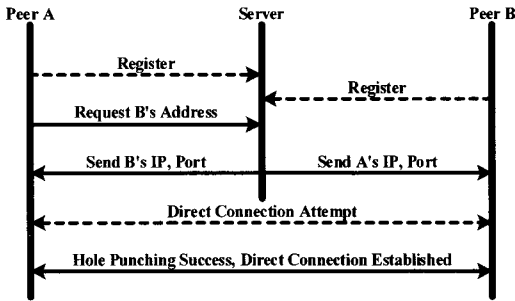 Peer A Server Peer B
Register
Register
Request B's Address
Send B's IP, Port Send A's IP, Port
Direct Connection Attempt
Hole Punching Success, Direct Connection Established